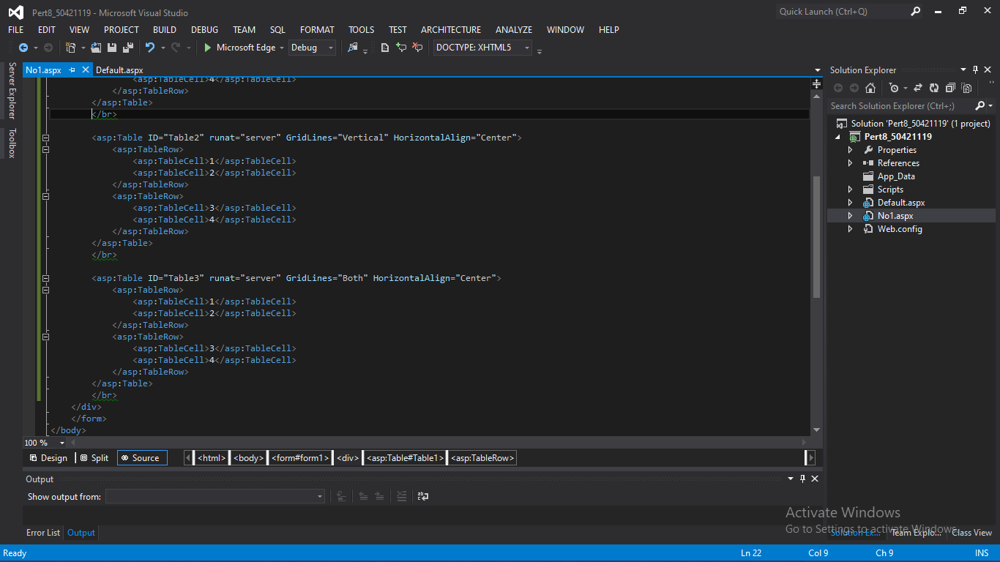 Pert8_50421119 - Microsoft Visual Studio
Quick Launch (Ctrl+Q)
FILE EDIT VIEW PROJECT BUILD DEBUG TEAM SQL FORMAT TOOLS TEST ARCHITECTURE ANALYZE WINDOW HELP
Microsoft Edge Debug DOCTYPE: XHTML5
Server Explorer
Toolbox
No1.aspx Default.aspx
<asp:TableCell>4</asp:TableCell>
</asp:TableRow>
</asp:Table>
</br>
<asp:Table ID="Table2" runat="server" GridLines="Vertical" HorizontalAlign="Center">
<asp:TableRow>
<asp:TableCell>1</asp:TableCell>
<asp:TableCell>2</asp:TableCell>
</asp:TableRow>
<asp:TableRow>
<asp:TableCell>3</asp:TableCell>
<asp:TableCell>4</asp:TableCell>
</asp:TableRow>
</asp:Table>
</br>
<asp:Table ID="Table3" runat="server" GridLines="Both" HorizontalAlign="Center">
<asp:TableRow>
<asp:TableCell>1</asp:TableCell>
<asp:TableCell>2</asp:TableCell>
</asp:TableRow>
<asp:TableRow>
<asp:TableCell>3</asp:TableCell>
<asp:TableCell>4</asp:TableCell>
</asp:TableRow>
</asp:Table>
</br>
</div>
</form>
</body>
100 %
Design Split Source <html> <body> <form#form1> <div> <asp:Table#Table1> <asp:TableRow>
Output
Show output from:
Error List Output
Solution Explorer
Search Solution Explorer (Ctrl+;)
Solution 'Pert8_50421119' (1 project)
Pert8_50421119
Properties
References
App_Data
Scripts
Default.aspx
No1.aspx
Web.config
Activate Windows
Go to Settings to activate Windows.
Solution Ex... Team Explo... Class View
Ready Ln 22 Col 9 Ch 9 INS